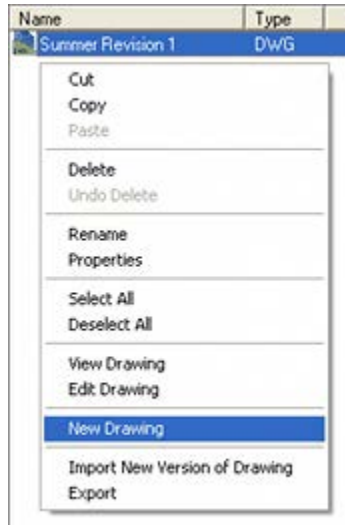 Name Type
Summer Revision 1 DWG
Cut
Copy
Paste
Delete
Undo Delete
Rename
Properties
Select All
Deselect All
View Drawing
Edit Drawing
New Drawing
Import New Version of Drawing
Export